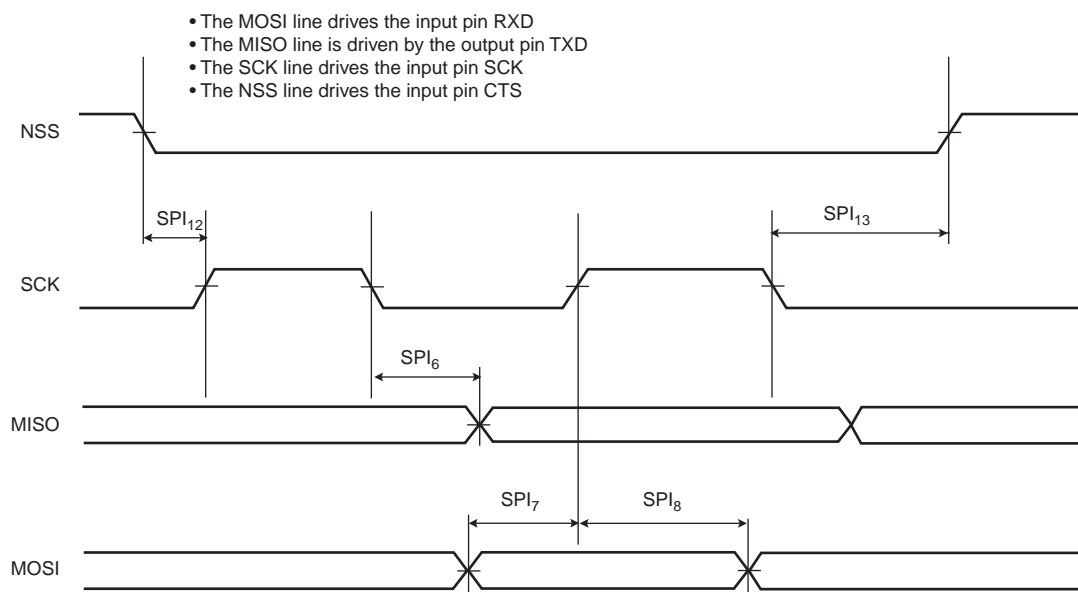 • The MOSI line drives the input pin RXD
• The MISO line is driven by the output pin TXD
• The SCK line drives the input pin SCK
• The NSS line drives the input pin CTS
NSS
SPI₁₂
SPI₁₃
SCK
SPI₆
MISO
SPI₇
SPI₈
MOSI